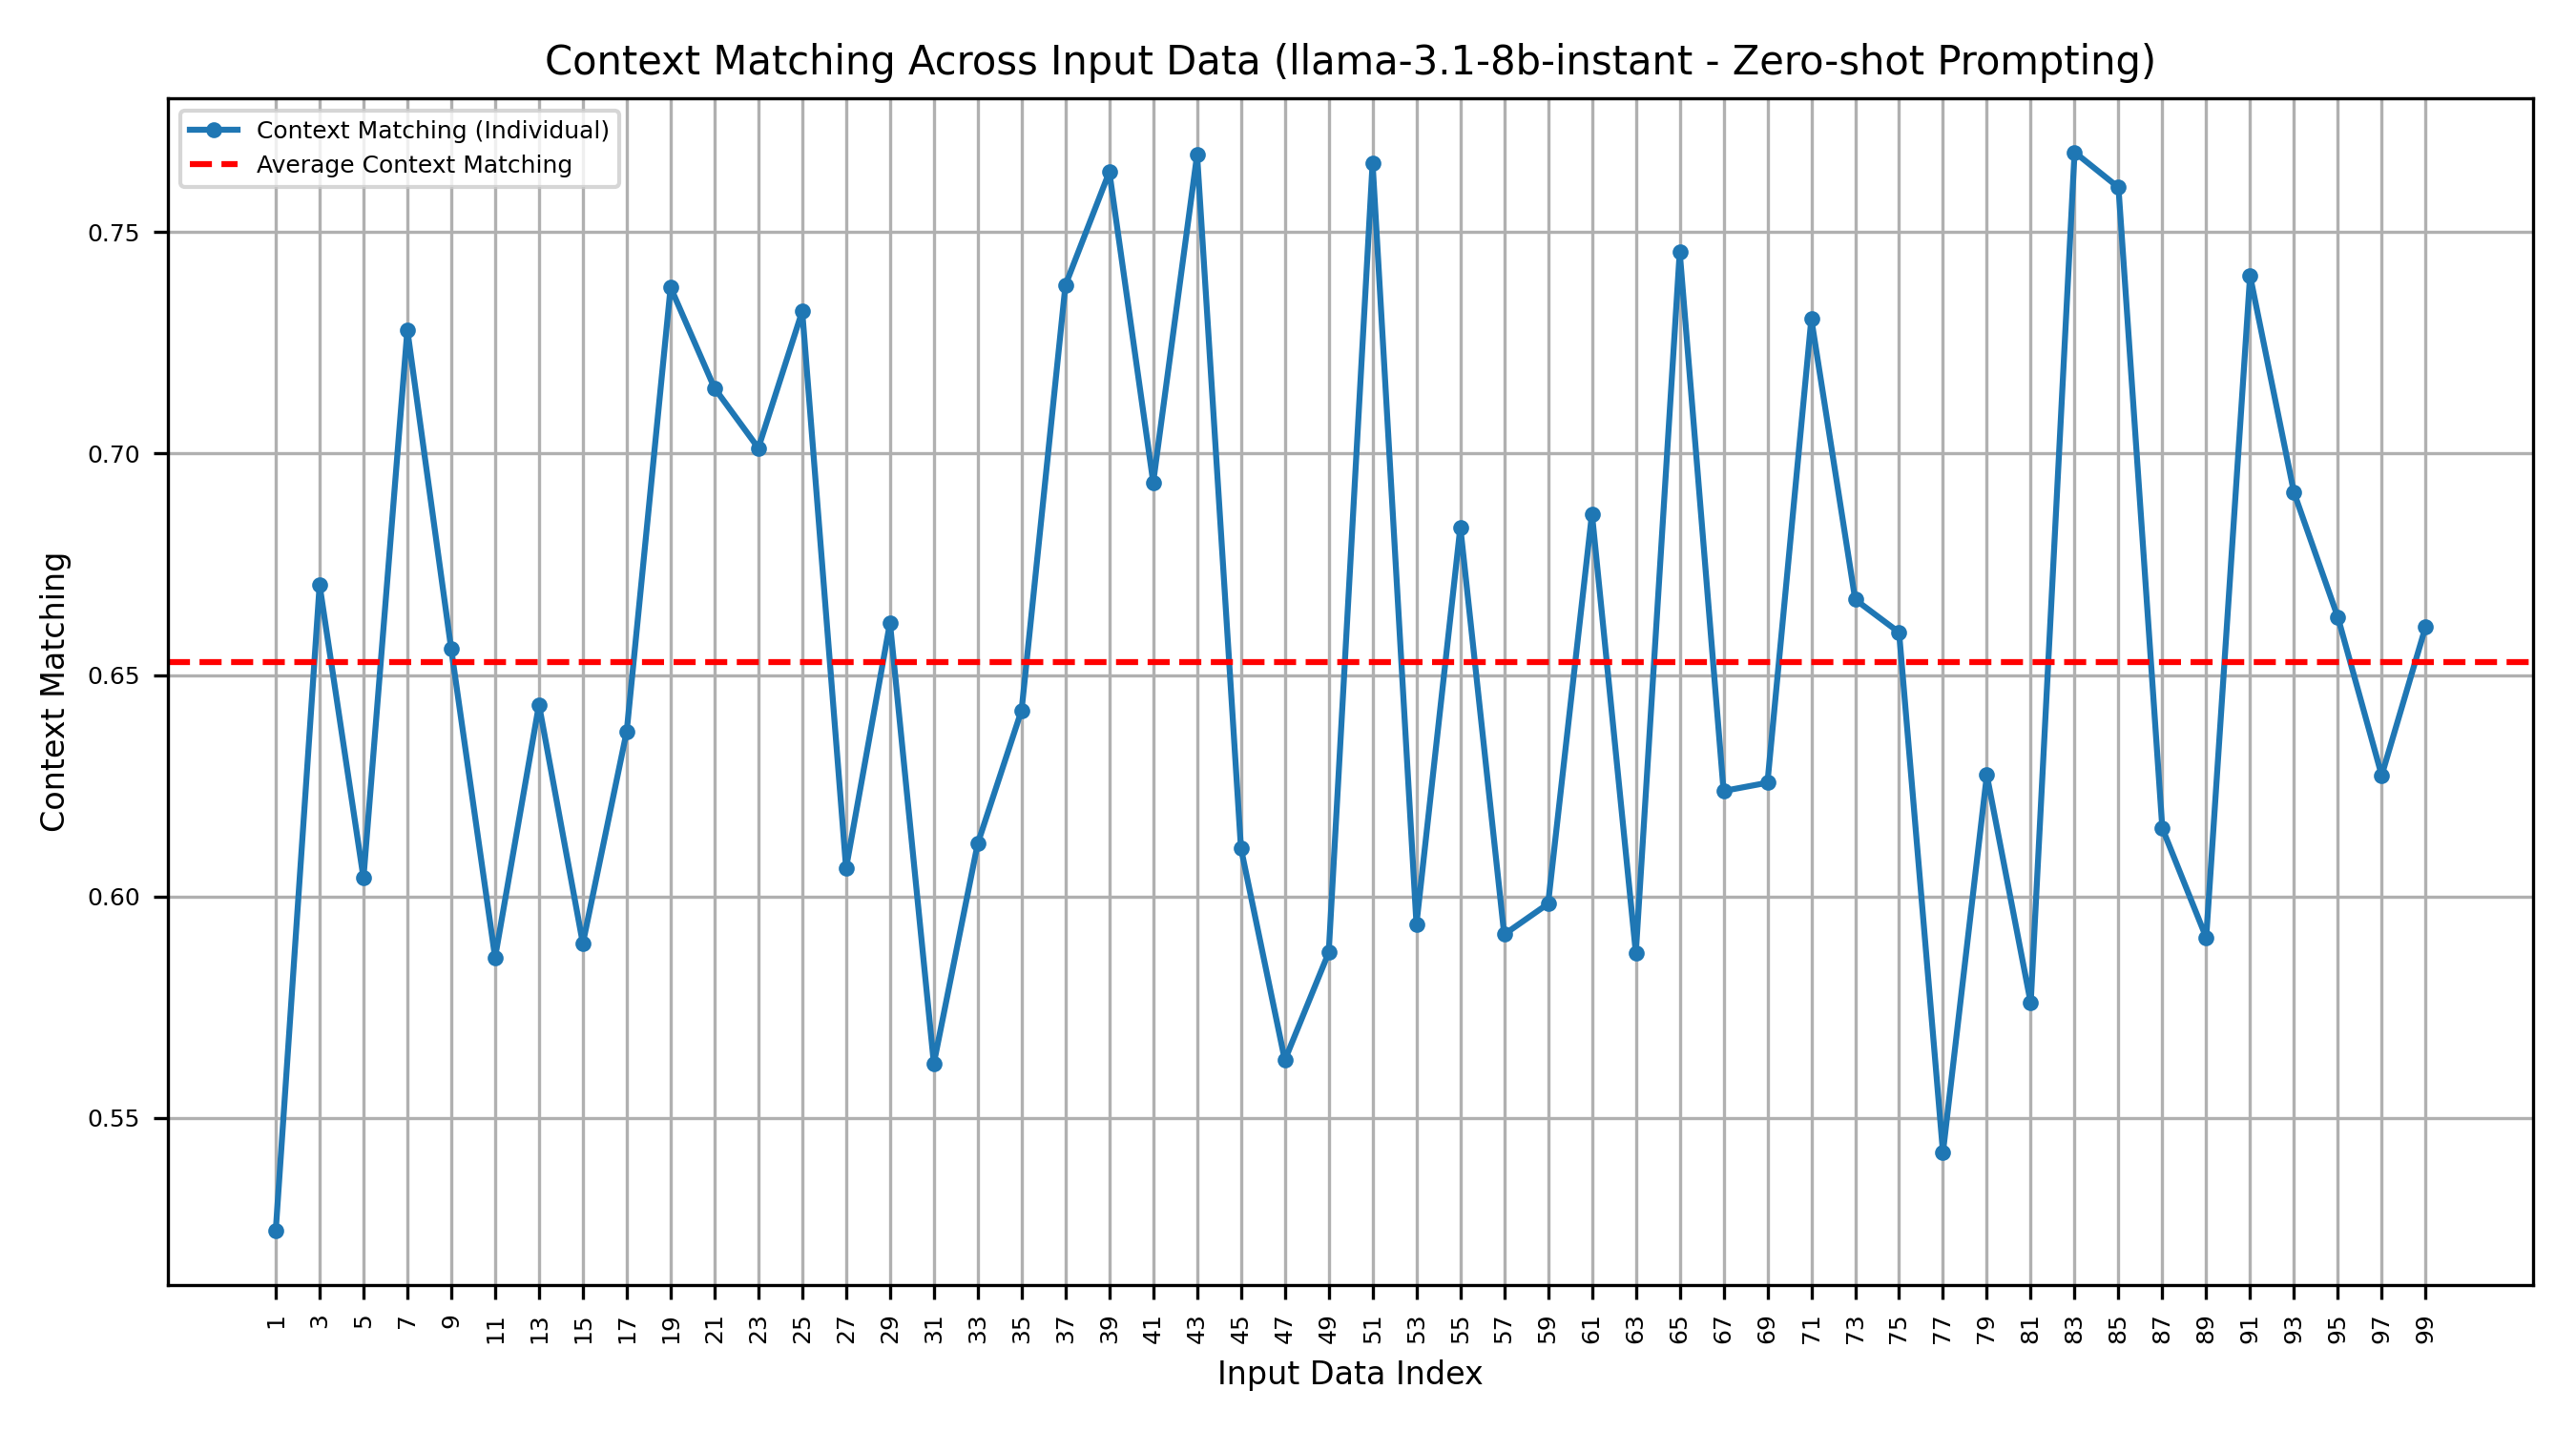 Context Matching Across Input Data (llama-3.1-8b-instant - Zero-shot Prompting)
Context Matching (Individual)
Average Context Matching
Context Matching
0.75
0.70
0.65
0.60
0.55
1 3 5 7 9 11 13 15 17 19 21 23 25 27 29 31 33 35 37 39 41 43 45 47 49 51 53 55 57 59 61 63 65 67 69 71 73 75 77 79 81 83 85 87 89 91 93 95 97 99
Input Data Index